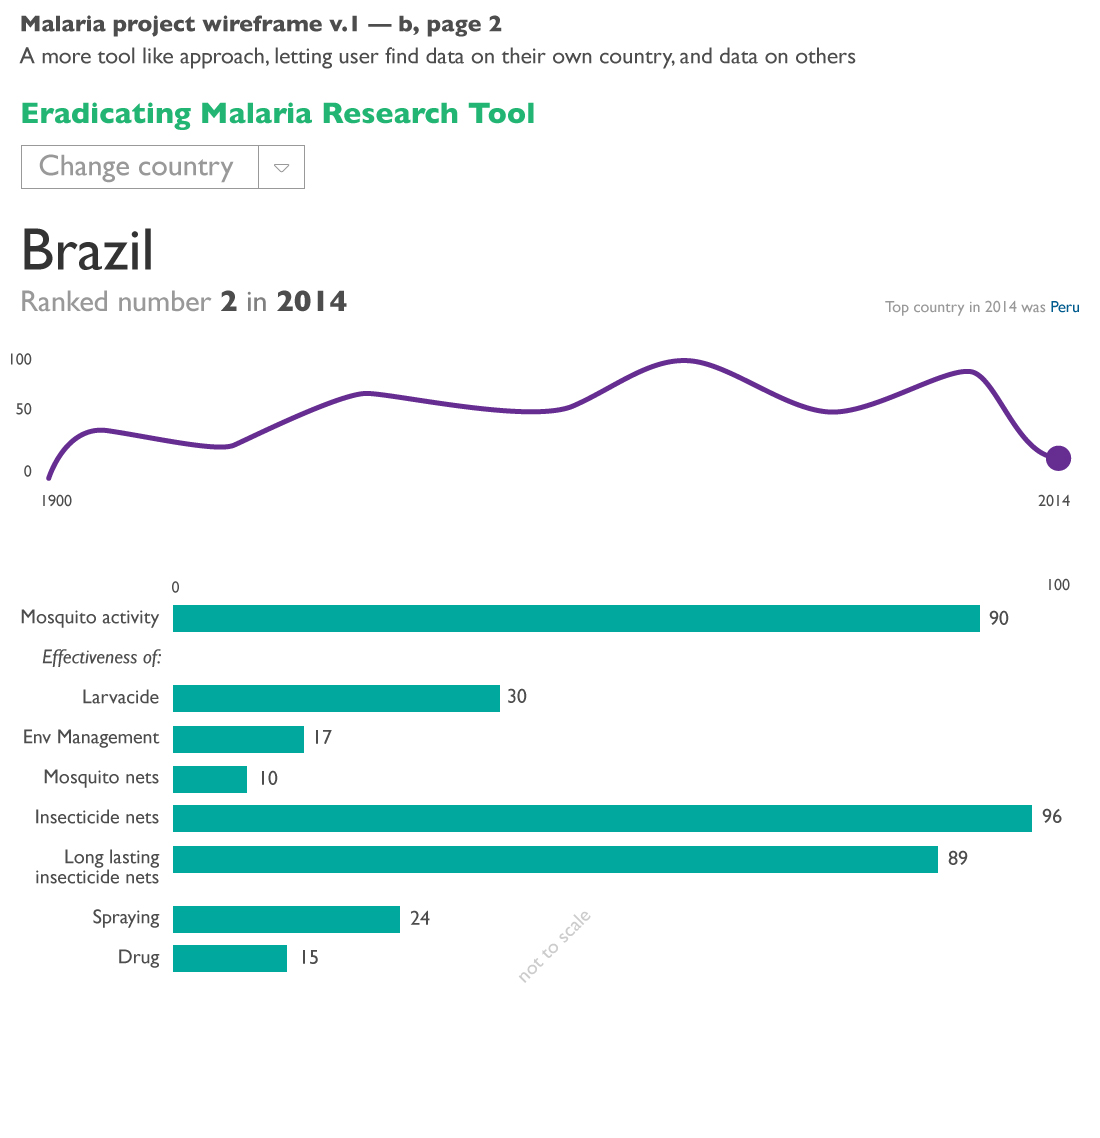 Malaria project wireframe v.1 — b, page 2
A more tool like approach, letting user find data on their own country, and data on others
Eradicating Malaria Research Tool
Change country
Brazil
Ranked number 2 in 2014
Top country in 2014 was Peru
100
50
0
1900
2014
0
100
Mosquito activity
90
Effectiveness of:
Larvacide
30
Env Management
17
Mosquito nets
10
Insecticide nets
96
Long lasting
insecticide nets
89
Spraying
24
Drug
15
not to scale